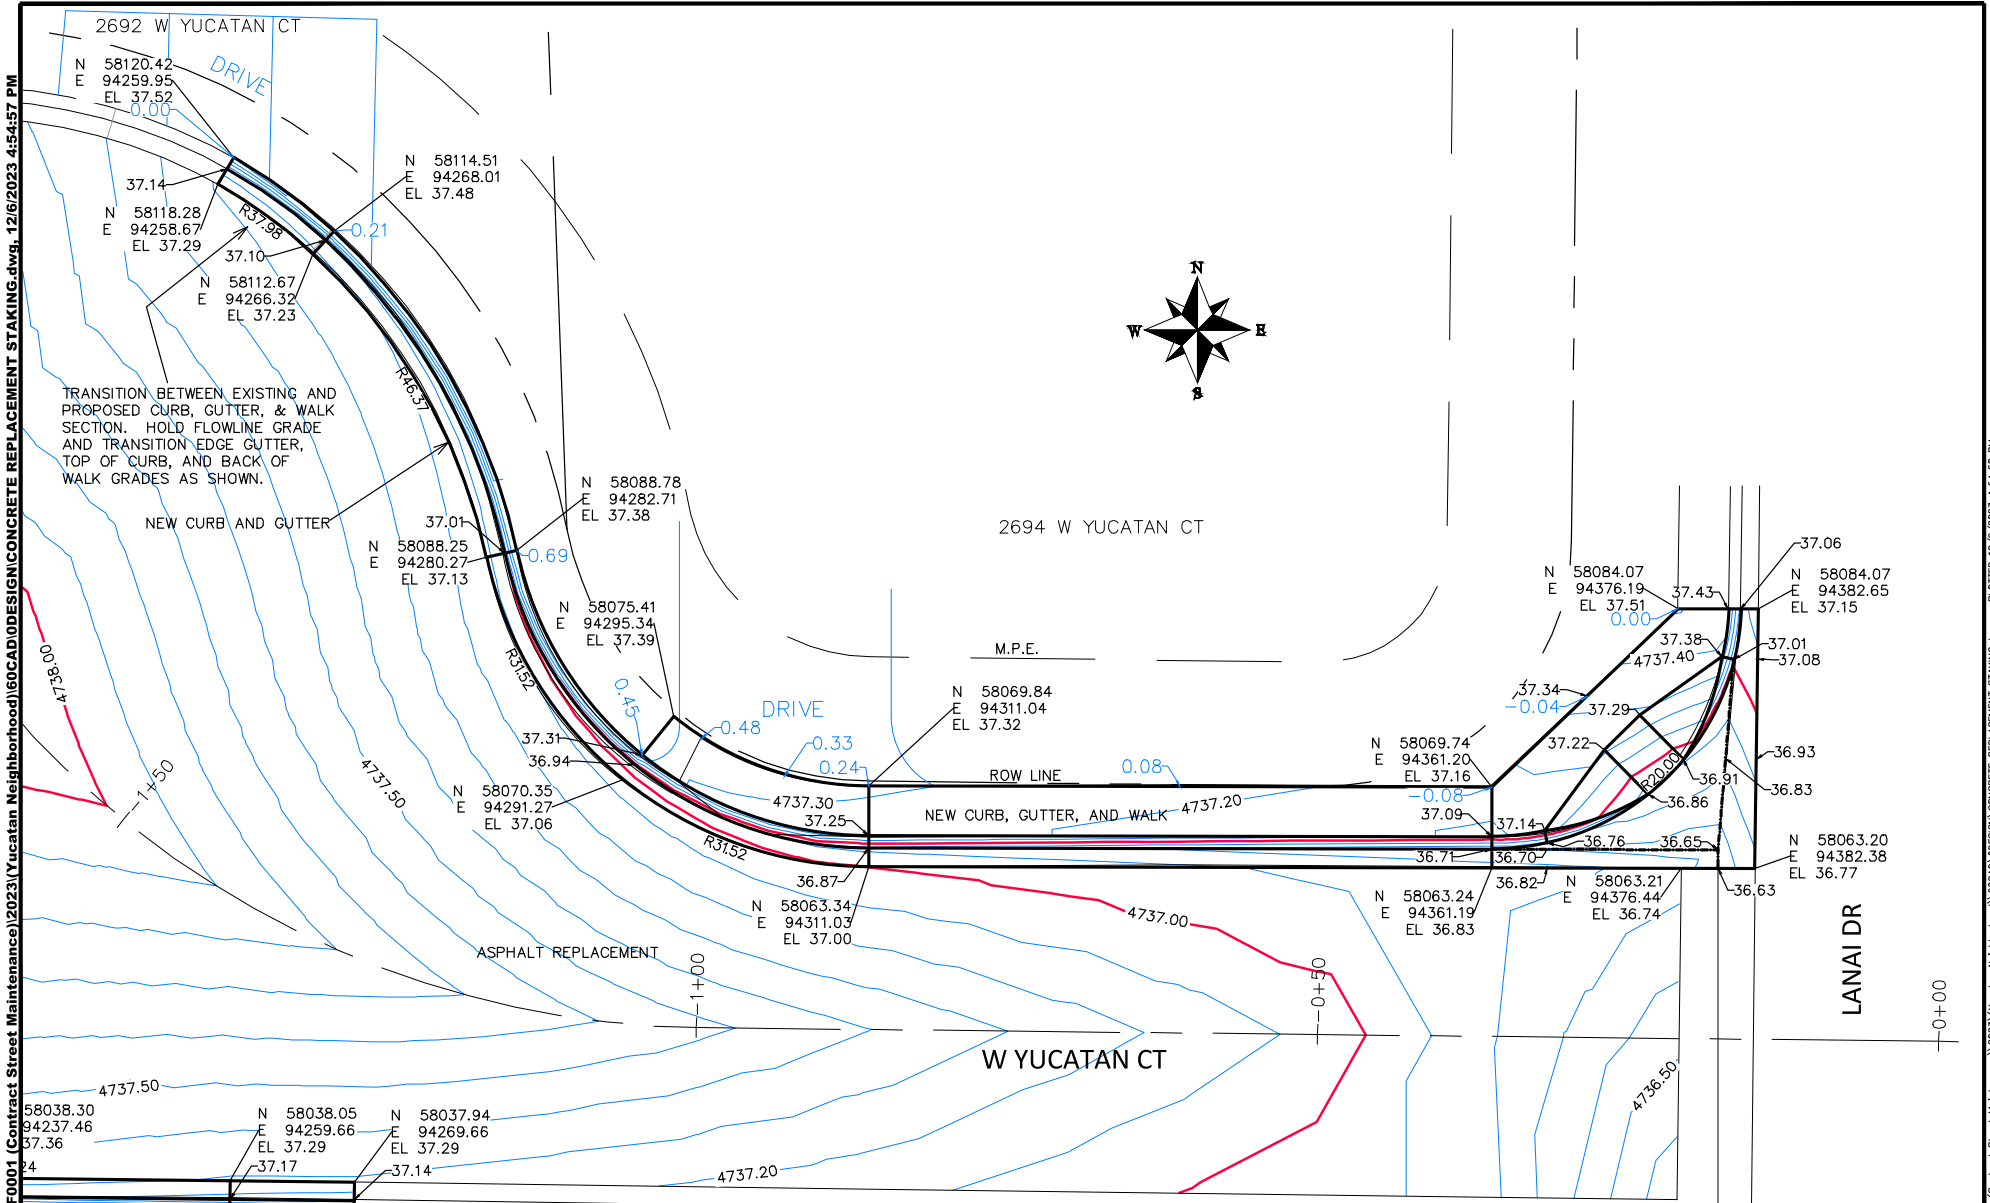 2692 W YUCATAN CT
DRIVE
N 58120.42
E 94259.95
EL 37.52
0.00
37.14
N 58118.28
E 94258.67
EL 37.29
R37.98
37.10
N 58112.67
E 94266.32
EL 37.23
N 58114.51
E 94268.01
EL 37.48
0.21
TRANSITION BETWEEN EXISTING AND
PROPOSED CURB, GUTTER, & WALK
SECTION. HOLD FLOWLINE GRADE
AND TRANSITION EDGE GUTTER,
TOP OF CURB, AND BACK OF
WALK GRADES AS SHOWN.
NEW CURB AND GUTTER
R46.37
N 58088.78
E 94282.71
EL 37.38
37.01
0.69
N 58088.25
E 94280.27
EL 37.13
N 58075.41
E 94295.34
EL 37.39
R31.52
0.45
37.31
36.94
N 58070.35
E 94291.27
EL 37.06
R31.52
DRIVE
0.48
0.33
0.24
4737.30
37.25
N 58069.84
E 94311.04
EL 37.32
36.87
N 58063.34
E 94311.03
EL 37.00
2694 W YUCATAN CT
M.P.E.
ROW LINE
0.08
NEW CURB, GUTTER, AND WALK
4737.20
N
W
E
S
N 58069.74
E 94361.20
EL 37.16
-0.08
37.09
36.71
37.14
36.70
36.76
36.65
36.82
N 58063.24
E 94361.19
EL 36.83
N 58063.21
E 94376.44
EL 36.74
36.63
N 58063.20
E 94382.38
EL 36.77
N 58084.07
E 94376.19
EL 37.51
0.00
37.43
37.06
N 58084.07
E 94382.65
EL 37.15
37.38
4737.40
37.01
37.08
37.34
-0.04
37.29
37.22
R20.00
36.93
36.91
36.83
36.86
4738.00
-1+50
4737.50
ASPHALT REPLACEMENT
-1+00
4737.00
-0+50
W YUCATAN CT
LANAI DR
-0+00
4736.50
4737.50
58038.30
94237.46
37.36
24
N 58038.05
E 94259.66
EL 37.29
37.17
N 58037.94
E 94269.66
EL 37.29
37.14
4737.20
F0001 (Contract Street Maintenance)\2023\(Yucatan Neighborhood)\60CAD\0DESIGN\CONCRETE REPLACEMENT STAKING.dwg, 12/6/2023 4:54:57 PM